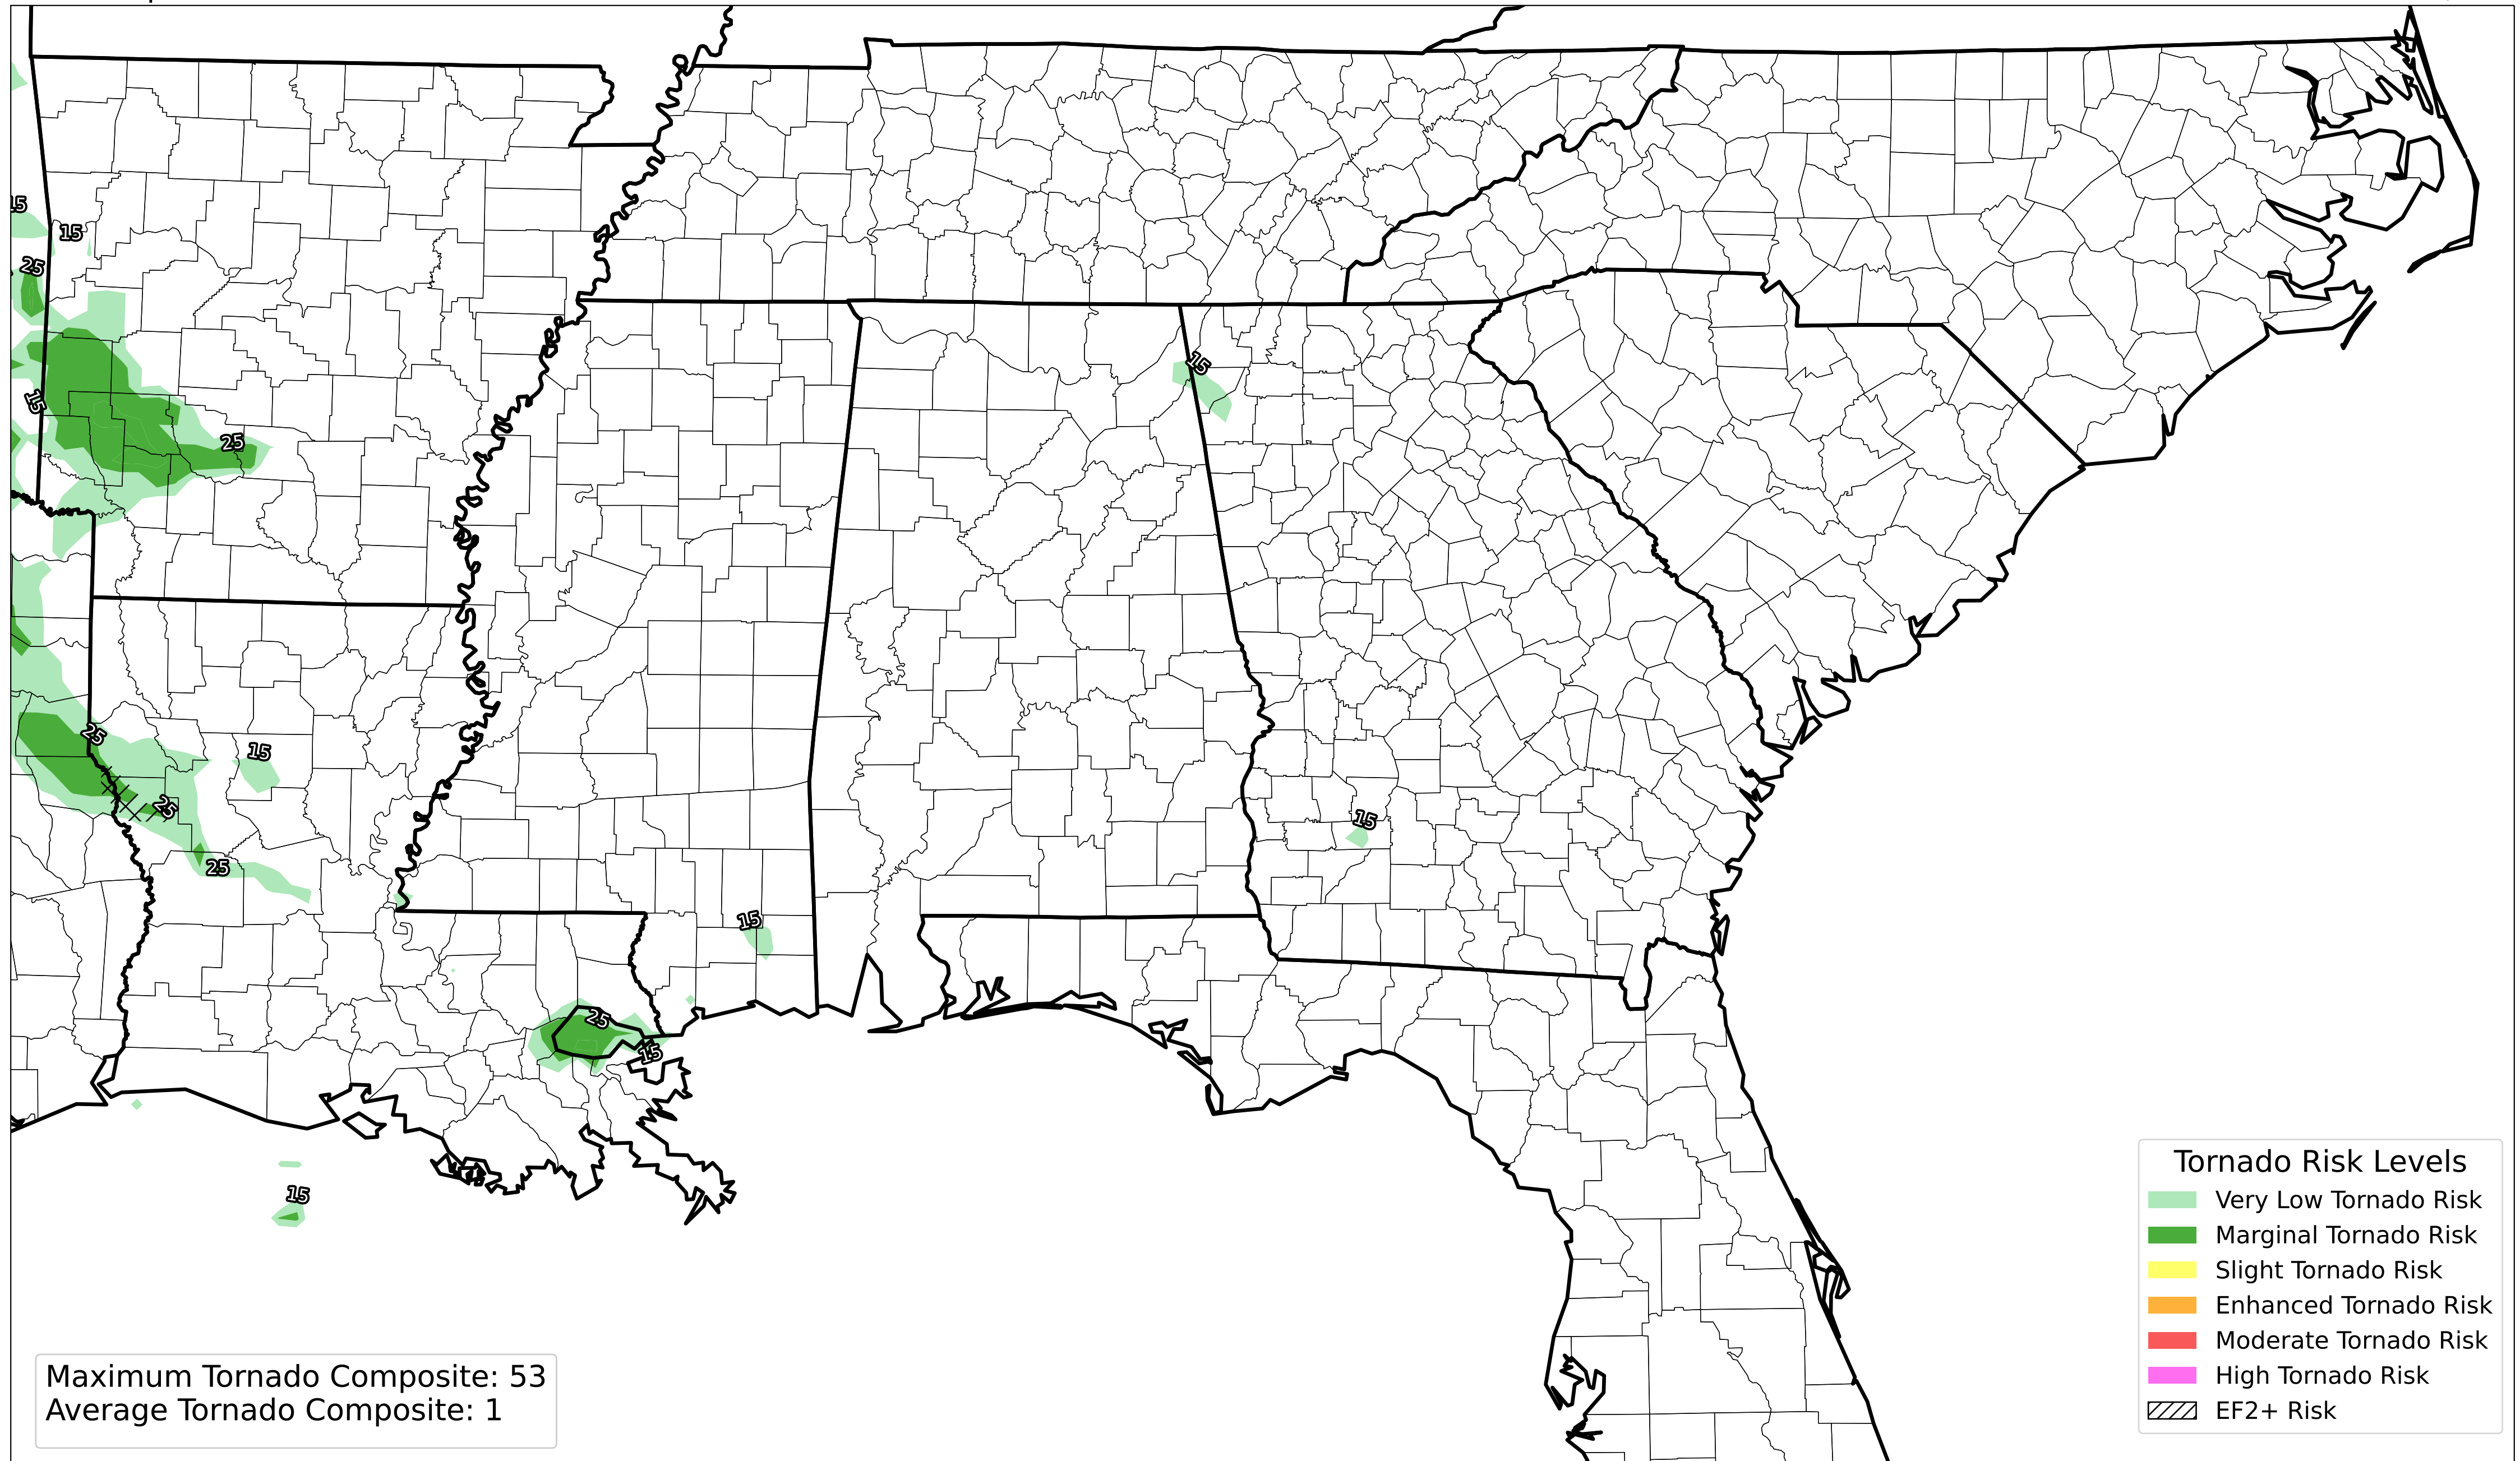 15
15
25
15
15
25
25
15
25
15
25
15
25
15
15
Tornado Risk Levels
Very Low Tornado Risk
Marginal Tornado Risk
Slight Tornado Risk
Enhanced Tornado Risk
Moderate Tornado Risk
High Tornado Risk
EF2+ Risk
Maximum Tornado Composite: 53
Average Tornado Composite: 1